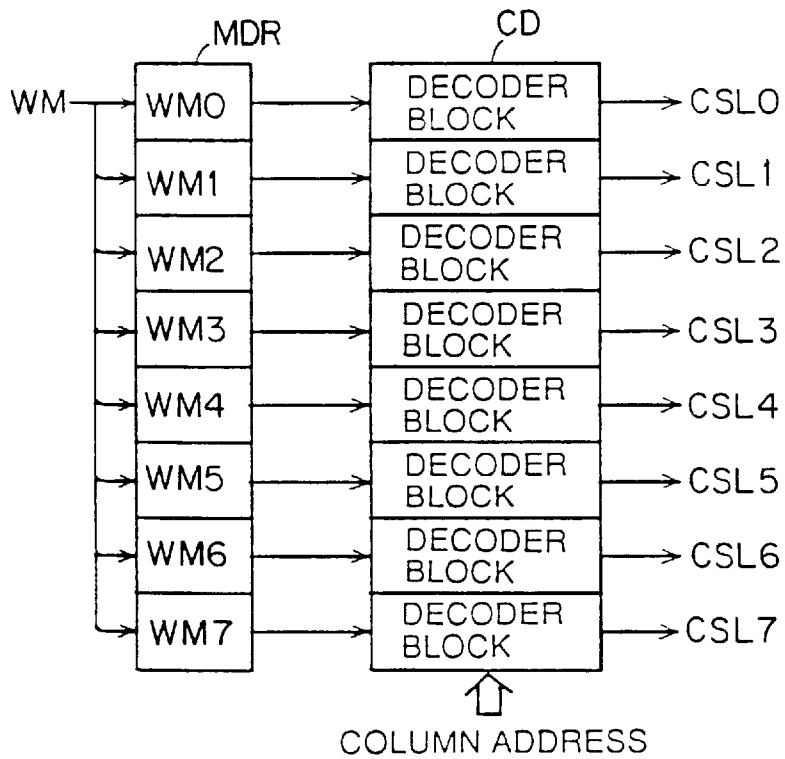 MDR
CD
WM
WM0
DECODER
BLOCK
CSL0
WM1
DECODER
BLOCK
CSL1
WM2
DECODER
BLOCK
CSL2
WM3
DECODER
BLOCK
CSL3
WM4
DECODER
BLOCK
CSL4
WM5
DECODER
BLOCK
CSL5
WM6
DECODER
BLOCK
CSL6
WM7
DECODER
BLOCK
CSL7
COLUMN ADDRESS